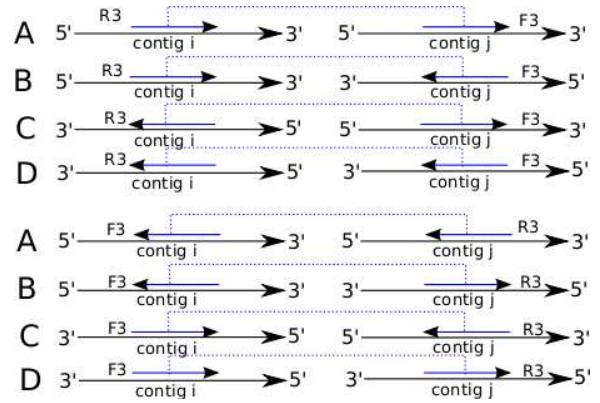 A 5' R3 contig i 3' 5' contig j F3 3'
B 5' R3 contig i 3' 3' contig j F3 5'
C 3' R3 contig i 5' 5' contig j F3 3'
D 3' R3 contig i 5' 3' contig j F3 5'
A 5' F3 contig i 3' 5' contig j R3 3'
B 5' F3 contig i 3' 3' contig j R3 5'
C 3' F3 contig i 5' 5' contig j R3 3'
D 3' F3 contig i 5' 3' contig j R3 5'